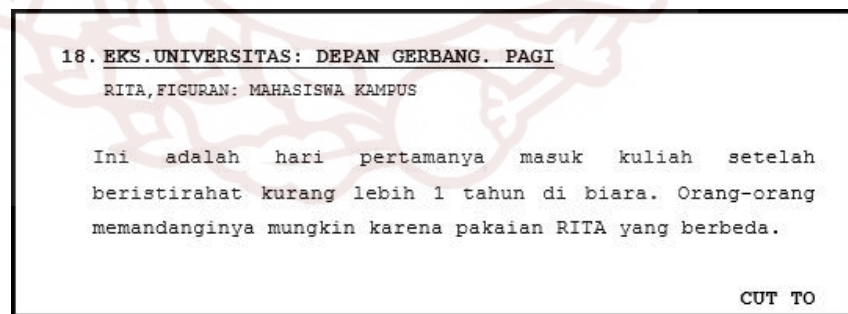 18. EKS.UNIVERSITAS: DEPAN GERBANG. PAGI
RITA,FIGURAN: MAHASISWA KAMPUS
Ini adalah hari pertamanya masuk kuliah setelah
beristirahat kurang lebih 1 tahun di biara. Orang-orang
memandanginya mungkin karena pakaian RITA yang berbeda.
CUT TO